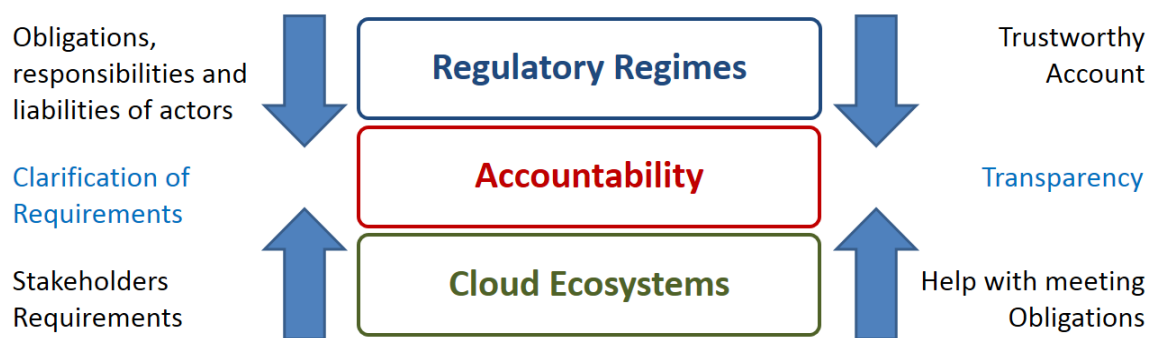 Obligations,
responsibilities and
liabilities of actors
Regulatory Regimes
Trustworthy
Account
Clarification of
Requirements
Accountability
Transparency
Stakeholders
Requirements
Cloud Ecosystems
Help with meeting
Obligations